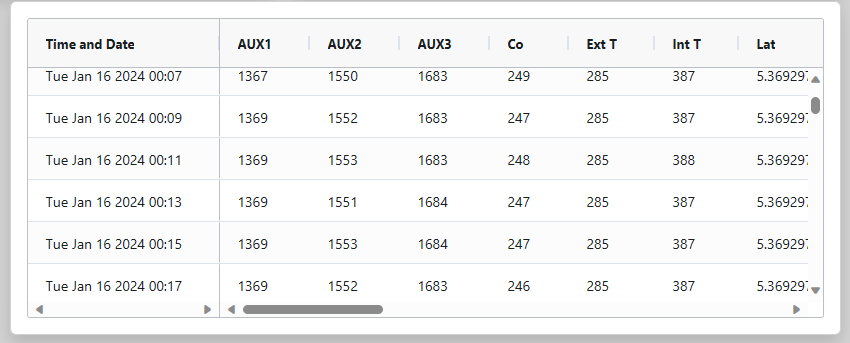 Time and Date AUX1 AUX2 AUX3 Co Ext T Int T Lat
Tue Jan 16 2024 00:07 1367 1550 1683 249 285 387 5.369297
Tue Jan 16 2024 00:09 1369 1552 1683 247 285 387 5.369297
Tue Jan 16 2024 00:11 1369 1553 1683 248 285 388 5.369297
Tue Jan 16 2024 00:13 1369 1551 1684 247 285 387 5.369297
Tue Jan 16 2024 00:15 1369 1553 1684 247 285 387 5.369297
Tue Jan 16 2024 00:17 1369 1552 1683 246 285 387 5.369297